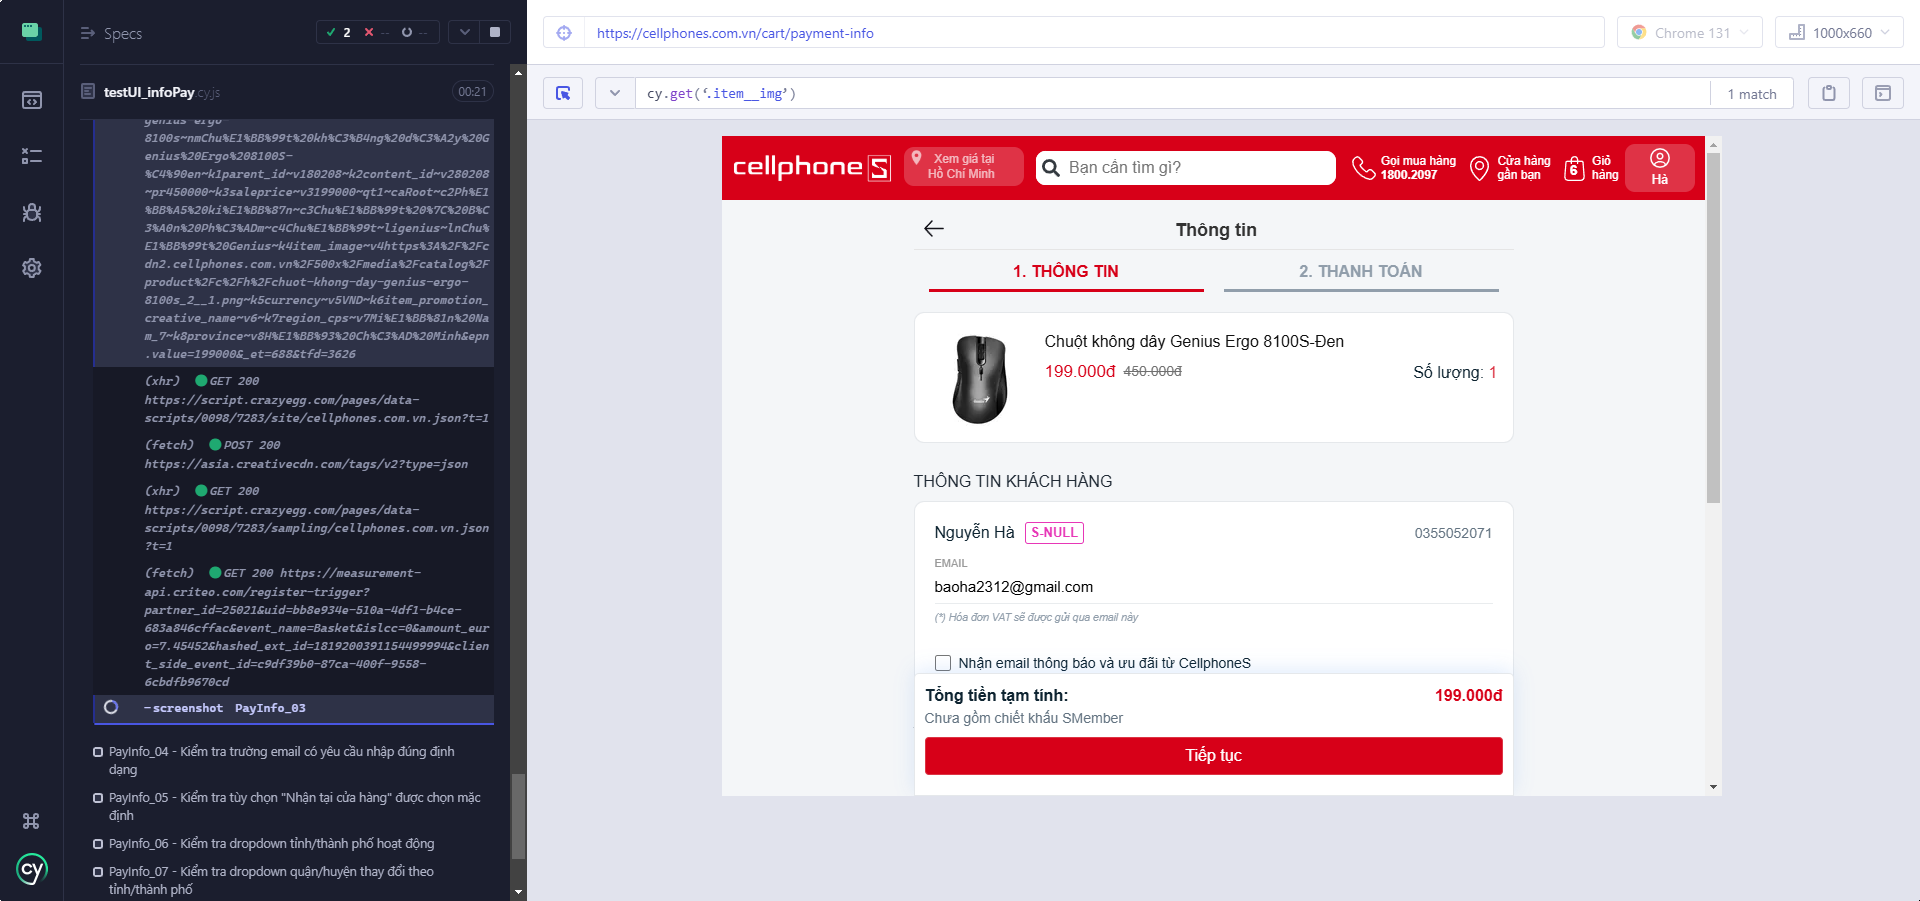 Specs
2
--
--
testUI_infoPay.cy.js
00:21
genius-ergo-
8100s~nmChu%E1%BB%99t%20kh%C3%B4ng%20d%C3%A2y%20G
enius%20Ergo%208100S-
%C4%90en~k1parent_id~v180208~k2content_id~v280208
~pr450000~k3saleprice~v3199000~qt1~caRoot~c2Ph%E1
%BB%A5%20ki%E1%BB%87n~c3Chu%E1%BB%99t%20%7C%20B%C
3%A0n%20Ph%C3%ADm~c4Chu%E1%BB%99t~ligenius~lnChu%
E1%BB%99t%20Genius~k4item_image~v4https%3A%2F%2Fc
dn2.cellphones.com.vn%2F500x%2Fmedia%2Fcatalog%2F
product%2Fc%2Fh%2Fchuot-khong-day-genius-ergo-
8100s_2__1.png~k5currency~v5VND~k6item_promotion_
creative_name~v6~k7region_cps~v7Mi%E1%BB%81n%20Na
m_7~k8province~v8H%E1%BB%93%20Ch%C3%AD%20Minh&epn
.value=199000&_et=688&tfd=3626
(xhr) GET 200
https://script.crazyegg.com/pages/data-
scripts/0098/7283/site/cellphones.com.vn.json?t=1
(fetch) POST 200
https://asia.creativecdn.com/tags/v2?type=json
(xhr) GET 200
https://script.crazyegg.com/pages/data-
scripts/0098/7283/sampling/cellphones.com.vn.json
?t=1
(fetch) GET 200 https://measurement-
api.criteo.com/register-trigger?
partner_id=25021&uid=bb8e934e-510a-4df1-b4ce-
683a846cffac&event_name=Basket&islcc=0&amount_eur
o=7.45452&hashed_ext_id=1819200391154499994&clien
t_side_event_id=c9df39b0-87ca-400f-9558-
6cbdfb9670cd
-screenshot PayInfo_03
PayInfo_04 - Kiểm tra trường email có yêu cầu nhập đúng định
dạng
PayInfo_05 - Kiểm tra tùy chọn "Nhận tại cửa hàng" được chọn mặc
định
PayInfo_06 - Kiểm tra dropdown tỉnh/thành phố hoạt động
PayInfo_07 - Kiểm tra dropdown quận/huyện thay đổi theo
tỉnh/thành phố
cy
https://cellphones.com.vn/cart/payment-info
Chrome 131
1000x660
cy.get(‘.item__img’)
1 match
cellphoneS
Xem giá tại
Hồ Chí Minh
Bạn cần tìm gì?
Gọi mua hàng
1800.2097
Cửa hàng
gần bạn
6
Giỏ
hàng
Hà
Thông tin
1. THÔNG TIN
2. THANH TOÁN
Chuột không dây Genius Ergo 8100S-Đen
199.000đ 450.000đ
Số lượng: 1
THÔNG TIN KHÁCH HÀNG
Nguyễn Hà S-NULL
0355052071
EMAIL
baoha2312@gmail.com
(*) Hóa đơn VAT sẽ được gửi qua email này
Nhận email thông báo và ưu đãi từ CellphoneS
Tổng tiền tạm tính:
199.000đ
Chưa gồm chiết khấu SMember
Tiếp tục